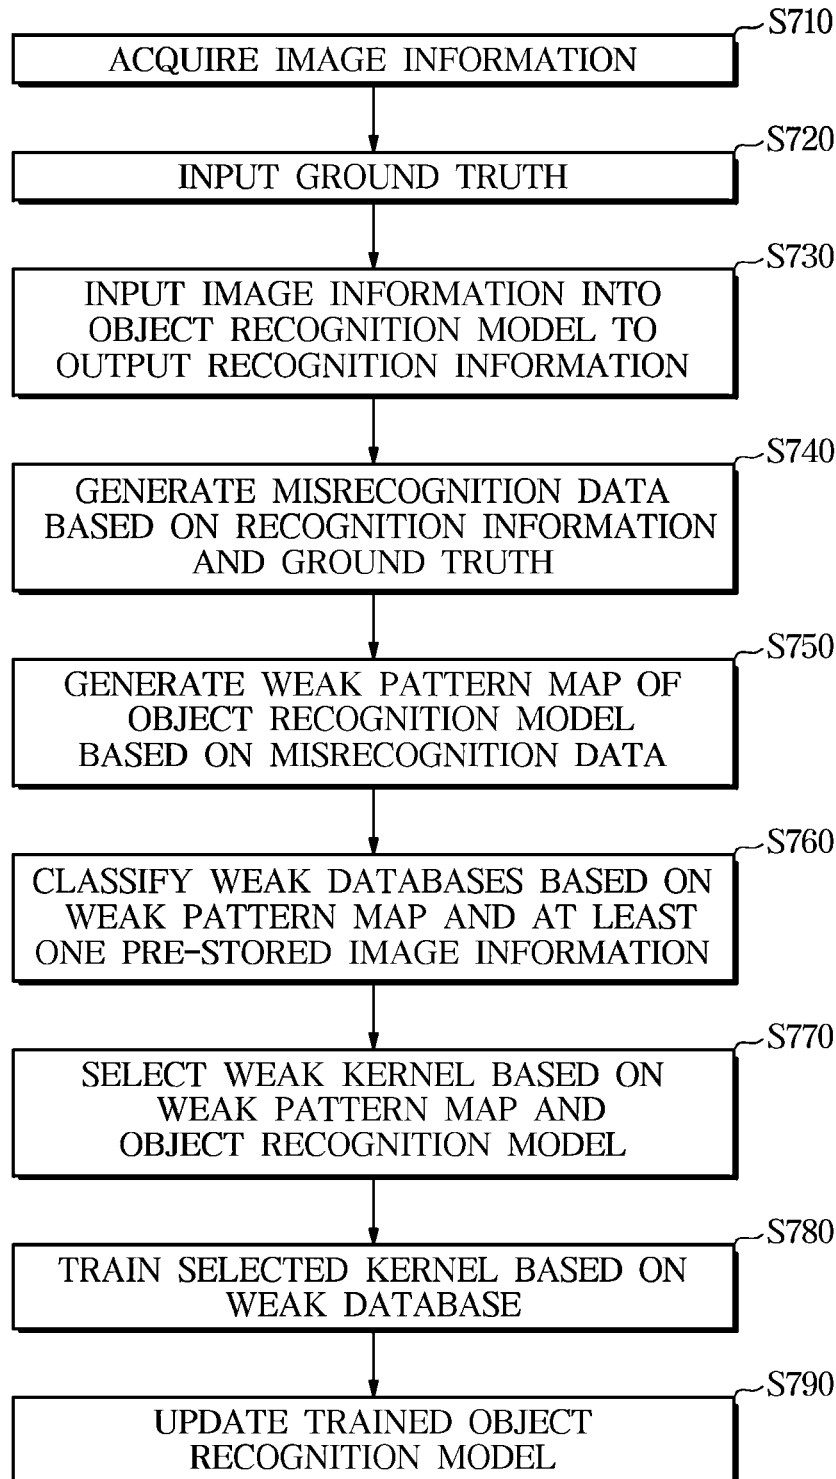 S710
ACQUIRE IMAGE INFORMATION
S720
INPUT GROUND TRUTH
S730
INPUT IMAGE INFORMATION INTO
OBJECT RECOGNITION MODEL TO
OUTPUT RECOGNITION INFORMATION
S740
GENERATE MISRECOGNITION DATA
BASED ON RECOGNITION INFORMATION
AND GROUND TRUTH
S750
GENERATE WEAK PATTERN MAP OF
OBJECT RECOGNITION MODEL
BASED ON MISRECOGNITION DATA
S760
CLASSIFY WEAK DATABASES BASED ON
WEAK PATTERN MAP AND AT LEAST
ONE PRE-STORED IMAGE INFORMATION
S770
SELECT WEAK KERNEL BASED ON
WEAK PATTERN MAP AND
OBJECT RECOGNITION MODEL
S780
TRAIN SELECTED KERNEL BASED ON
WEAK DATABASE
S790
UPDATE TRAINED OBJECT
RECOGNITION MODEL